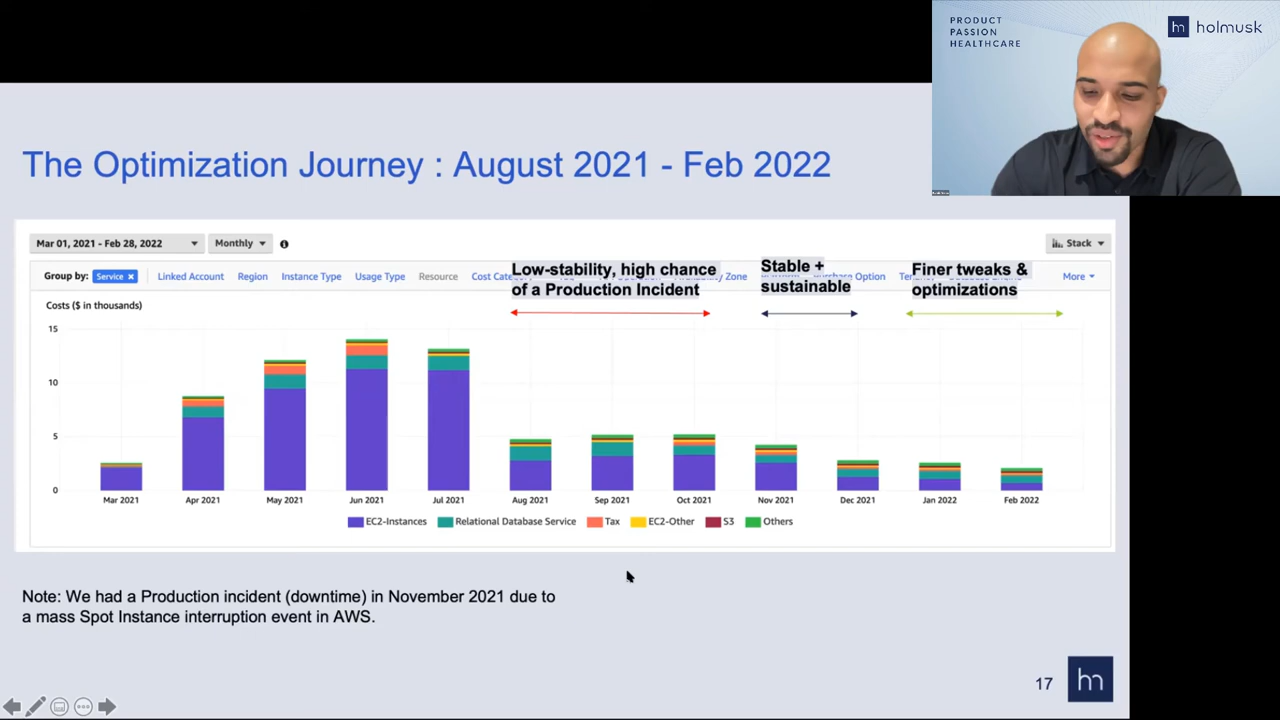 PRODUCT
PASSION
HEALTHCARE
hm holmusk
The Optimization Journey : August 2021 - Feb 2022
Mar 01, 2021 - Feb 28, 2022 Monthly Stack
Group by: Service Linked Account Region Instance Type Usage Type Resource More
Low-stability, high chance
of a Production Incident
Stable +
sustainable
Finer tweaks &
optimizations
Costs ($ in thousands)
15
10
5
0
Mar 2021 Apr 2021 May 2021 Jun 2021 Jul 2021 Aug 2021 Sep 2021 Oct 2021 Nov 2021 Dec 2021 Jan 2022 Feb 2022
EC2-Instances Relational Database Service Tax EC2-Other S3 Others
Note: We had a Production incident (downtime) in November 2021 due to
a mass Spot Instance interruption event in AWS.
17 hm